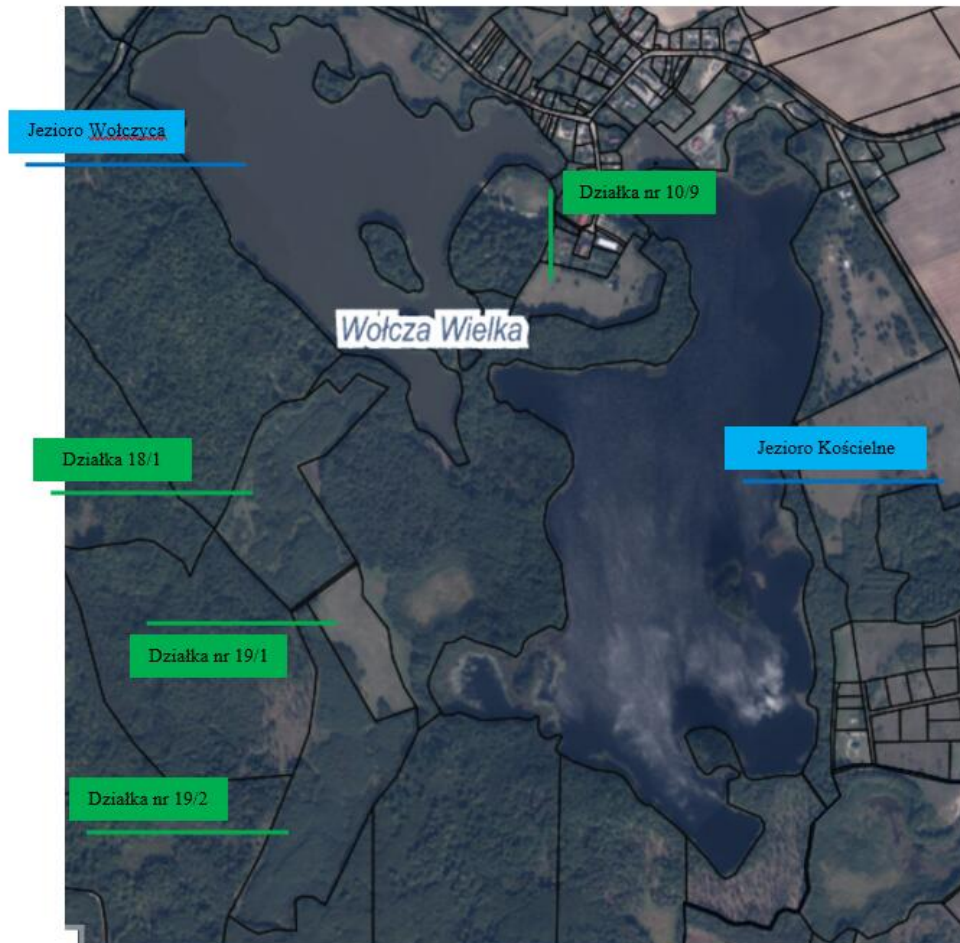 Jezioro Wołczyca
Działka nr 10/9
Wołcza Wielka
Działka 18/1
Jezioro Kościelne
Działka nr 19/1
Działka nr 19/2